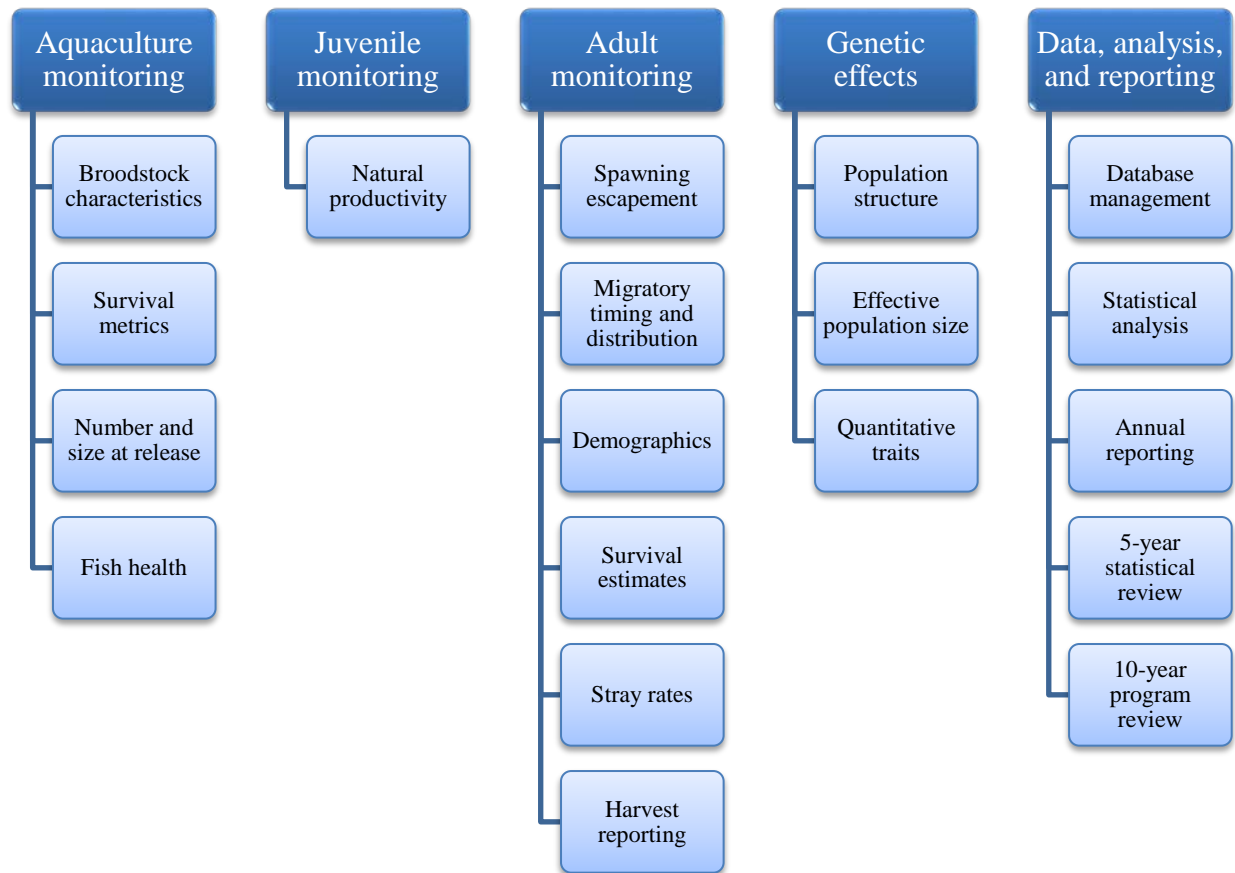 Aquaculture
monitoring
Broodstock
characteristics
Survival
metrics
Number and
size at release
Fish health
Juvenile
monitoring
Natural
productivity
Adult
monitoring
Spawning
escapement
Migratory
timing and
distribution
Demographics
Survival
estimates
Stray rates
Harvest
reporting
Genetic
effects
Population
structure
Effective
population size
Quantitative
traits
Data, analysis,
and reporting
Database
management
Statistical
analysis
Annual
reporting
5-year
statistical
review
10-year
program
review